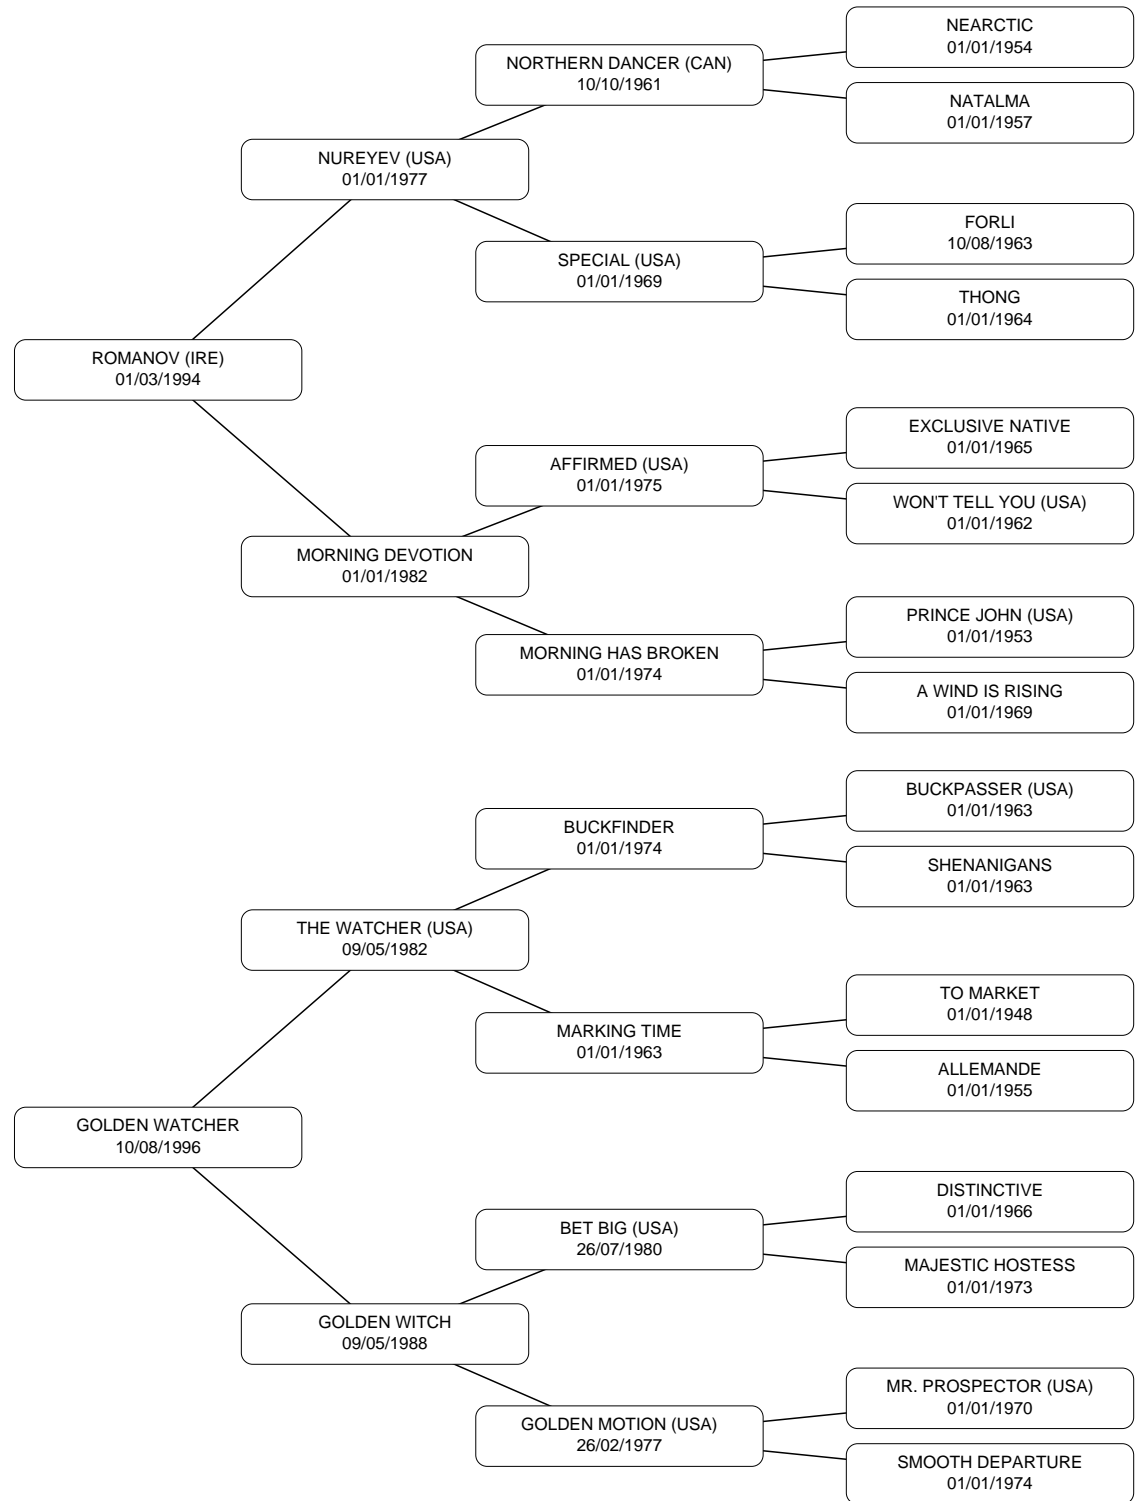 NEARCTIC
01/01/1954
NORTHERN DANCER (CAN)
10/10/1961
NATALMA
01/01/1957
NUREYEV (USA)
01/01/1977
FORLI
10/08/1963
SPECIAL (USA)
01/01/1969
THONG
01/01/1964
ROMANOV (IRE)
01/03/1994
EXCLUSIVE NATIVE
01/01/1965
AFFIRMED (USA)
01/01/1975
WON'T TELL YOU (USA)
01/01/1962
MORNING DEVOTION
01/01/1982
PRINCE JOHN (USA)
01/01/1953
MORNING HAS BROKEN
01/01/1974
A WIND IS RISING
01/01/1969
BUCKPASSER (USA)
01/01/1963
BUCKFINDER
01/01/1974
SHENANIGANS
01/01/1963
THE WATCHER (USA)
09/05/1982
TO MARKET
01/01/1948
MARKING TIME
01/01/1963
ALLEMANDE
01/01/1955
GOLDEN WATCHER
10/08/1996
DISTINCTIVE
01/01/1966
BET BIG (USA)
26/07/1980
MAJESTIC HOSTESS
01/01/1973
GOLDEN WITCH
09/05/1988
MR. PROSPECTOR (USA)
01/01/1970
GOLDEN MOTION (USA)
26/02/1977
SMOOTH DEPARTURE
01/01/1974